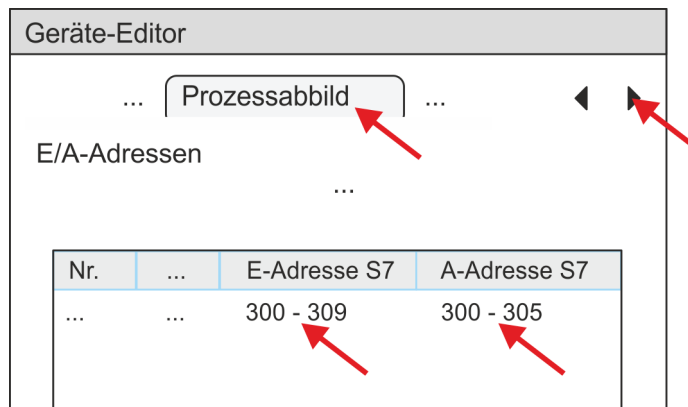 Geräte-Editor
... Prozessabbild ...
E/A-Adressen
...
Nr. ... E-Adresse S7 A-Adresse S7
... ... 300 - 309 300 - 305